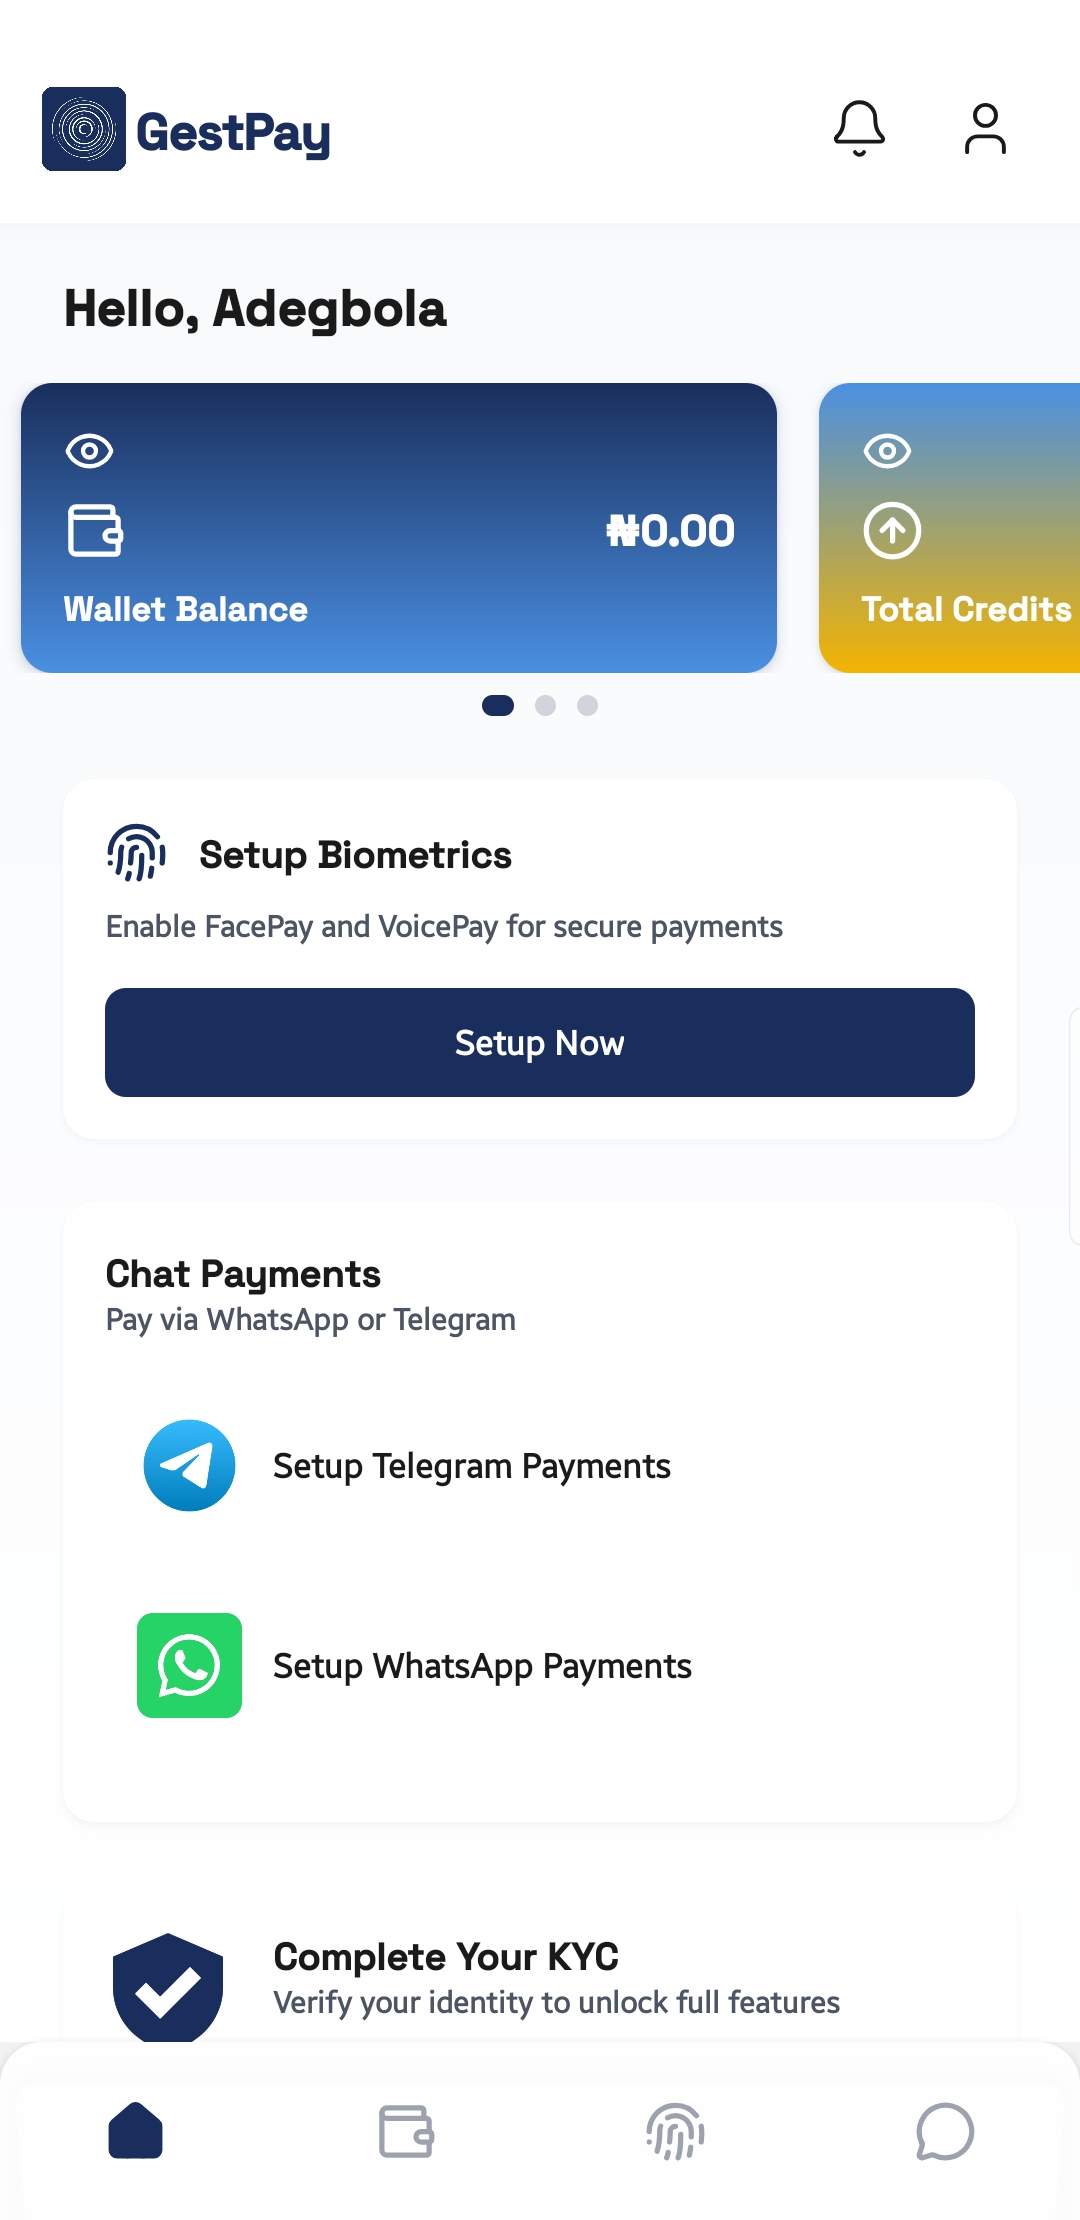 GestPay
Hello, Adegbola
₦0.00
Wallet Balance
Total Credits
Setup Biometrics
Enable FacePay and VoicePay for secure payments
Setup Now
Chat Payments
Pay via WhatsApp or Telegram
Setup Telegram Payments
Setup WhatsApp Payments
Complete Your KYC
Verify your identity to unlock full features